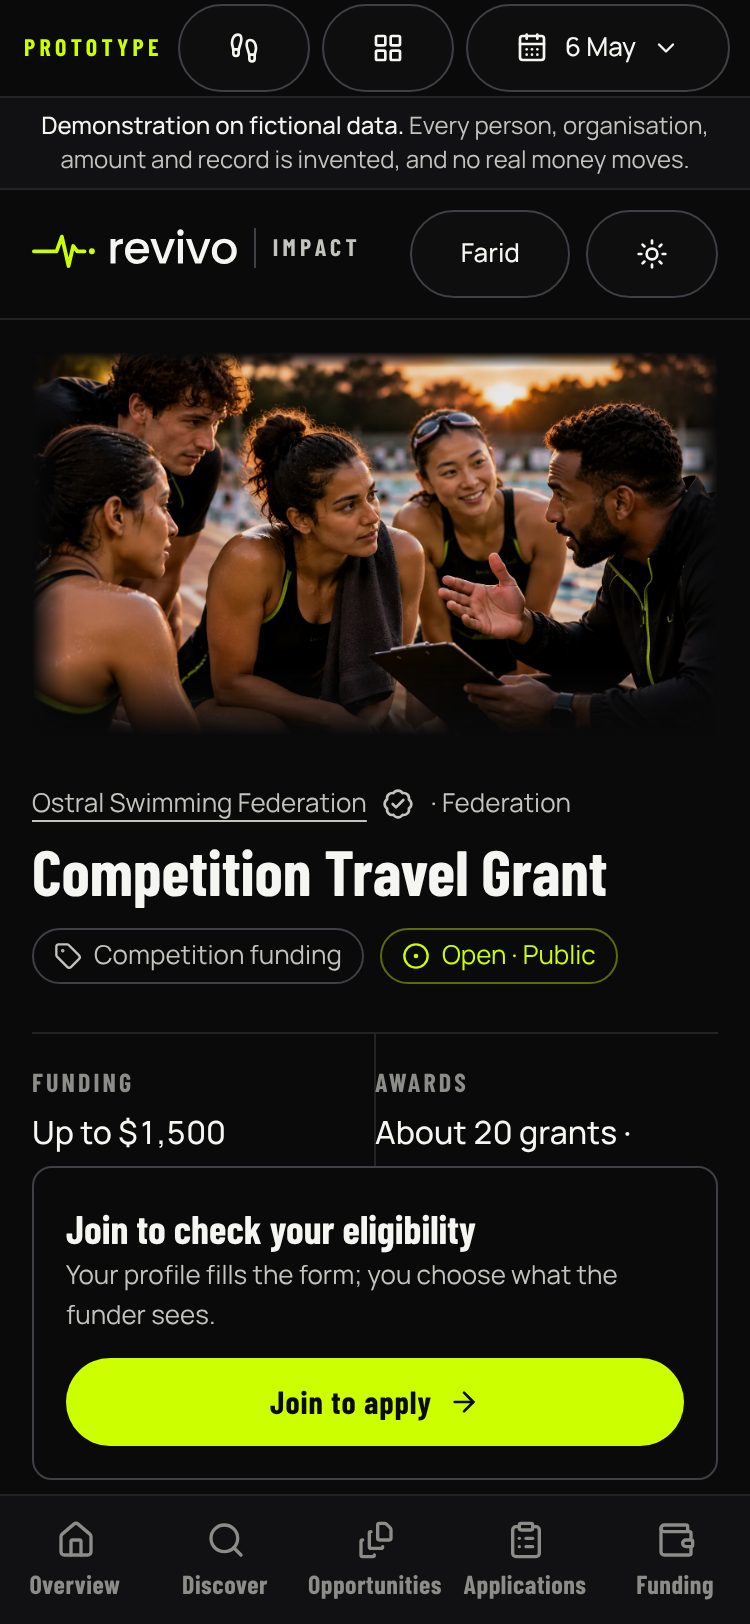 PROTOTYPE
6 May
Demonstration on fictional data. Every person, organisation,
amount and record is invented, and no real money moves.
revivo
IMPACT
Farid
Ostral Swimming Federation · Federation
Competition Travel Grant
Competition funding
Open · Public
FUNDING
AWARDS
Up to $1,500
About 20 grants ·
Join to check your eligibility
Your profile fills the form; you choose what the
funder sees.
Join to apply
Overview
Discover
Opportunities
Applications
Funding